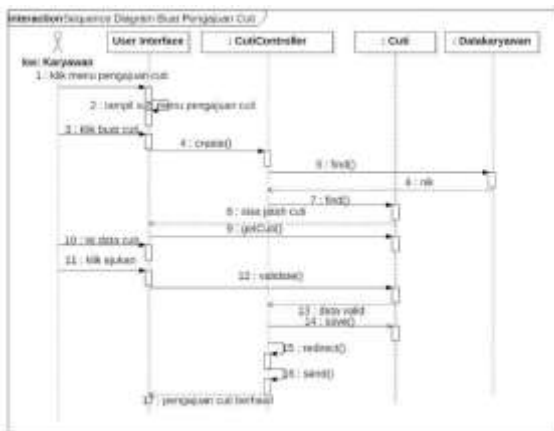 interaction Sequence Diagram Buat Pengajuan Cuti
User Interface
: CutiController
: Cuti
: Datakaryawan
kw: Karyawan
1 : klik menu pengajuan cuti
2 : tampil sub menu pengajuan cuti
3 : klik buat cuti
4 : create()
5 : find()
6 : nik
7 : find()
8 : sisa jatah cuti
9 : getCuti()
10 : isi data cuti
11 : klik ajukan
12 : validate()
13 : data valid
14 : save()
15 : redirect()
16 : send()
17 : pengajuan cuti berhasil